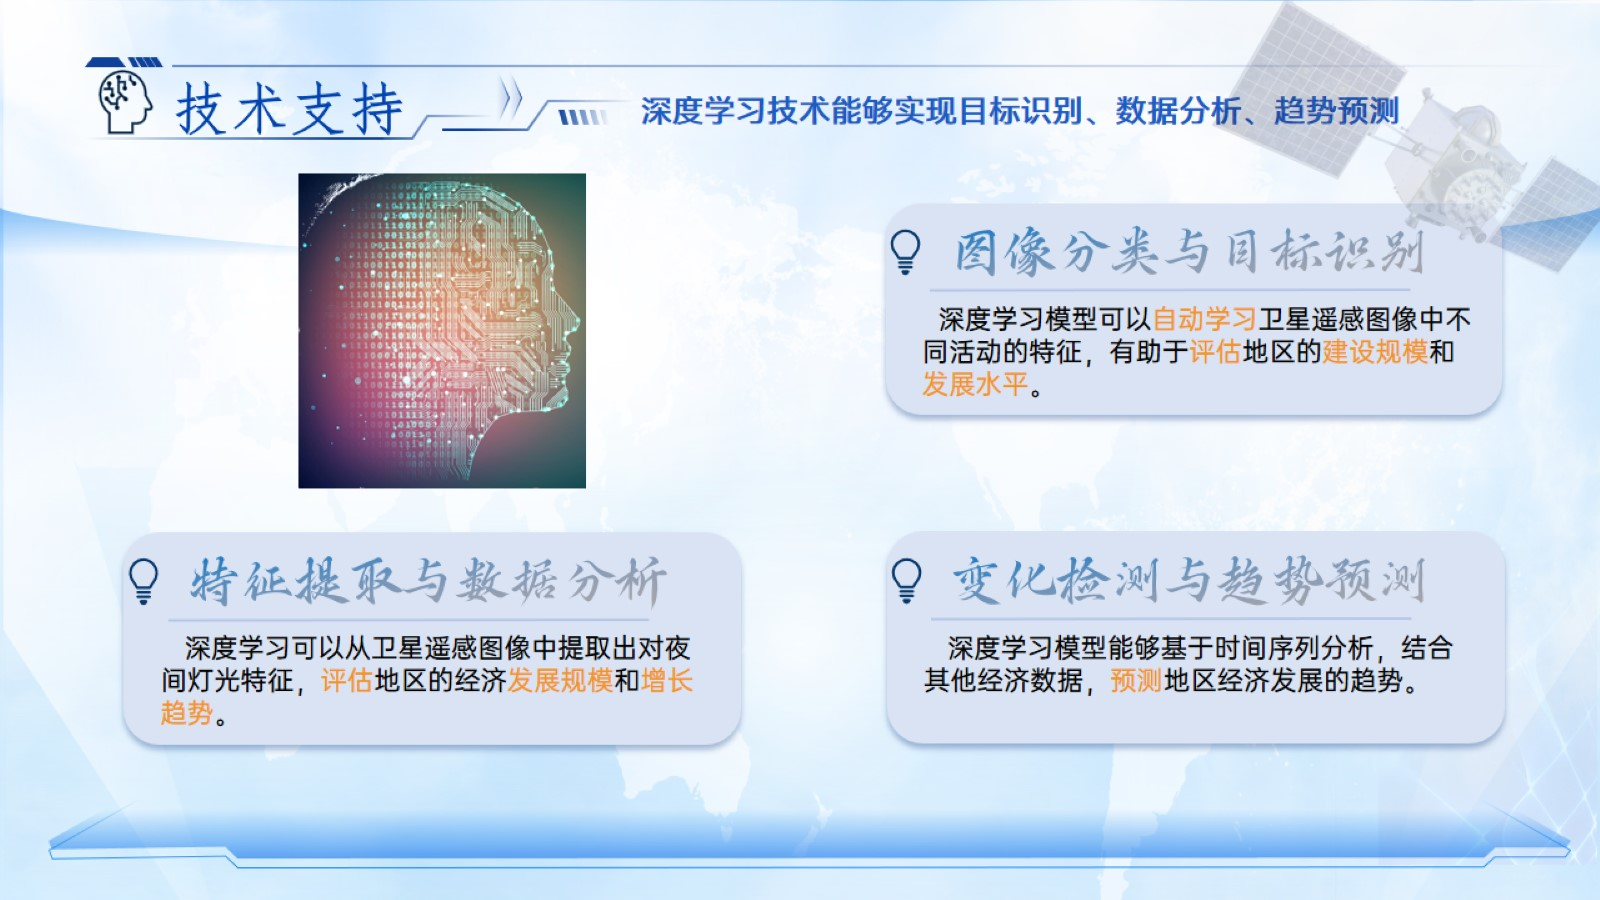 技术支持
深度学习技术能够实现目标识别、数据分析、趋势预测
图像分类与目标识别
深度学习模型可以自动学习卫星遥感图像中不
同活动的特征，有助于评估地区的建设规模和
发展水平。
特征提取与数据分析
深度学习可以从卫星遥感图像中提取出对夜
间灯光特征，评估地区的经济发展规模和增长
趋势。
变化检测与趋势预测
深度学习模型能够基于时间序列分析，结合
其他经济数据，预测地区经济发展的趋势。